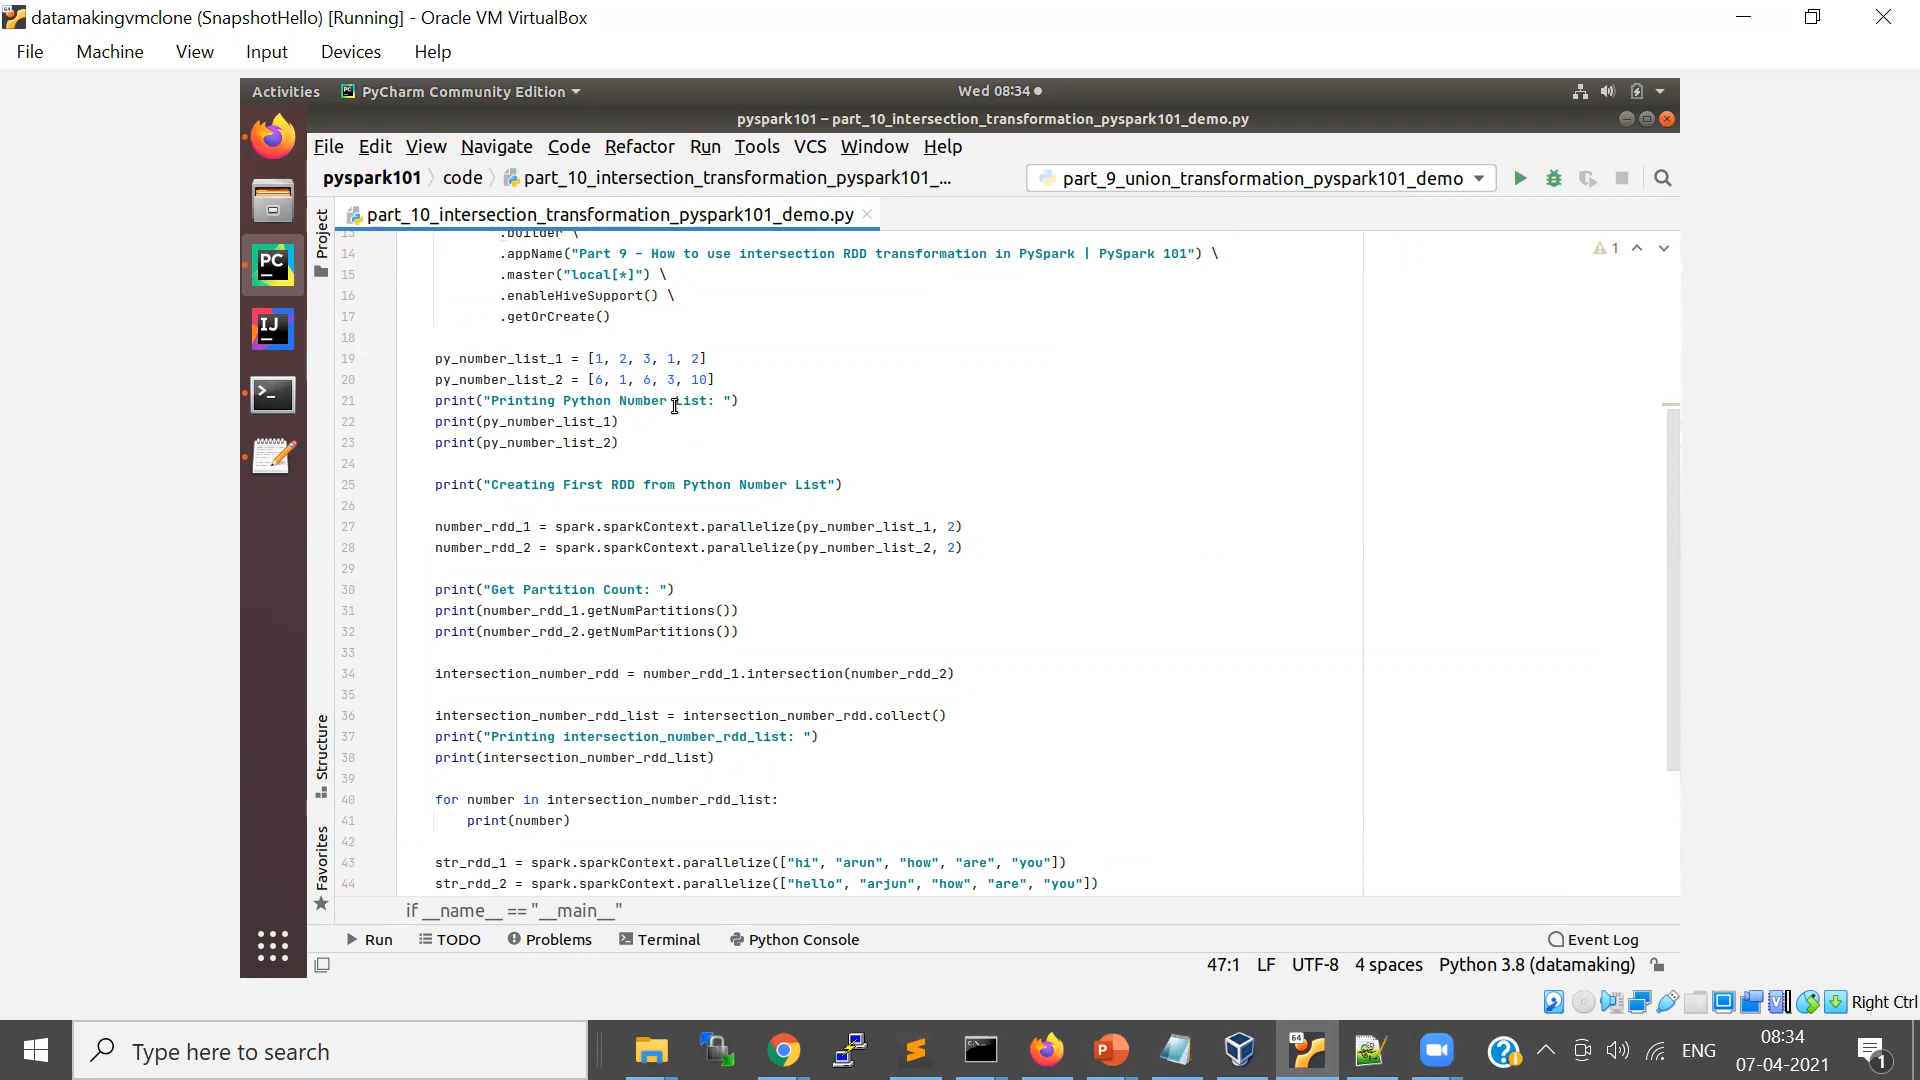 datamakingvmclone (SnapshotHello) [Running] - Oracle VM VirtualBox
File Machine View Input Devices Help
Activities PyCharm Community Edition Wed 08:34
pyspark101 – part_10_intersection_transformation_pyspark101_demo.py
File Edit View Navigate Code Refactor Run Tools VCS Window Help
pyspark101 code part_10_intersection_transformation_pyspark101_... part_9_union_transformation_pyspark101_demo
Project
part_10_intersection_transformation_pyspark101_demo.py
13 .builder \
14 .appName("Part 9 - How to use intersection RDD transformation in PySpark | PySpark 101") \
1
15 .master("local[*]") \
16 .enableHiveSupport() \
17 .getOrCreate()
18
19 py_number_list_1 = [1, 2, 3, 1, 2]
20 py_number_list_2 = [6, 1, 6, 3, 10]
21 print("Printing Python Number List: ")
22 print(py_number_list_1)
23 print(py_number_list_2)
24
25 print("Creating First RDD from Python Number List")
26
27 number_rdd_1 = spark.sparkContext.parallelize(py_number_list_1, 2)
28 number_rdd_2 = spark.sparkContext.parallelize(py_number_list_2, 2)
29
30 print("Get Partition Count: ")
31 print(number_rdd_1.getNumPartitions())
32 print(number_rdd_2.getNumPartitions())
33
34 intersection_number_rdd = number_rdd_1.intersection(number_rdd_2)
35
36 intersection_number_rdd_list = intersection_number_rdd.collect()
37 print("Printing intersection_number_rdd_list: ")
38 print(intersection_number_rdd_list)
39
40 for number in intersection_number_rdd_list:
41 print(number)
42
43 str_rdd_1 = spark.sparkContext.parallelize(["hi", "arun", "how", "are", "you"])
44 str_rdd_2 = spark.sparkContext.parallelize(["hello", "arjun", "how", "are", "you"])
Structure
Favorites
if __name__ == "__main__"
Run TODO Problems Terminal Python Console Event Log
47:1 LF UTF-8 4 spaces Python 3.8 (datamaking)
Right Ctrl
Type here to search
ENG
08:34
07-04-2021
1
PC
IJ
64